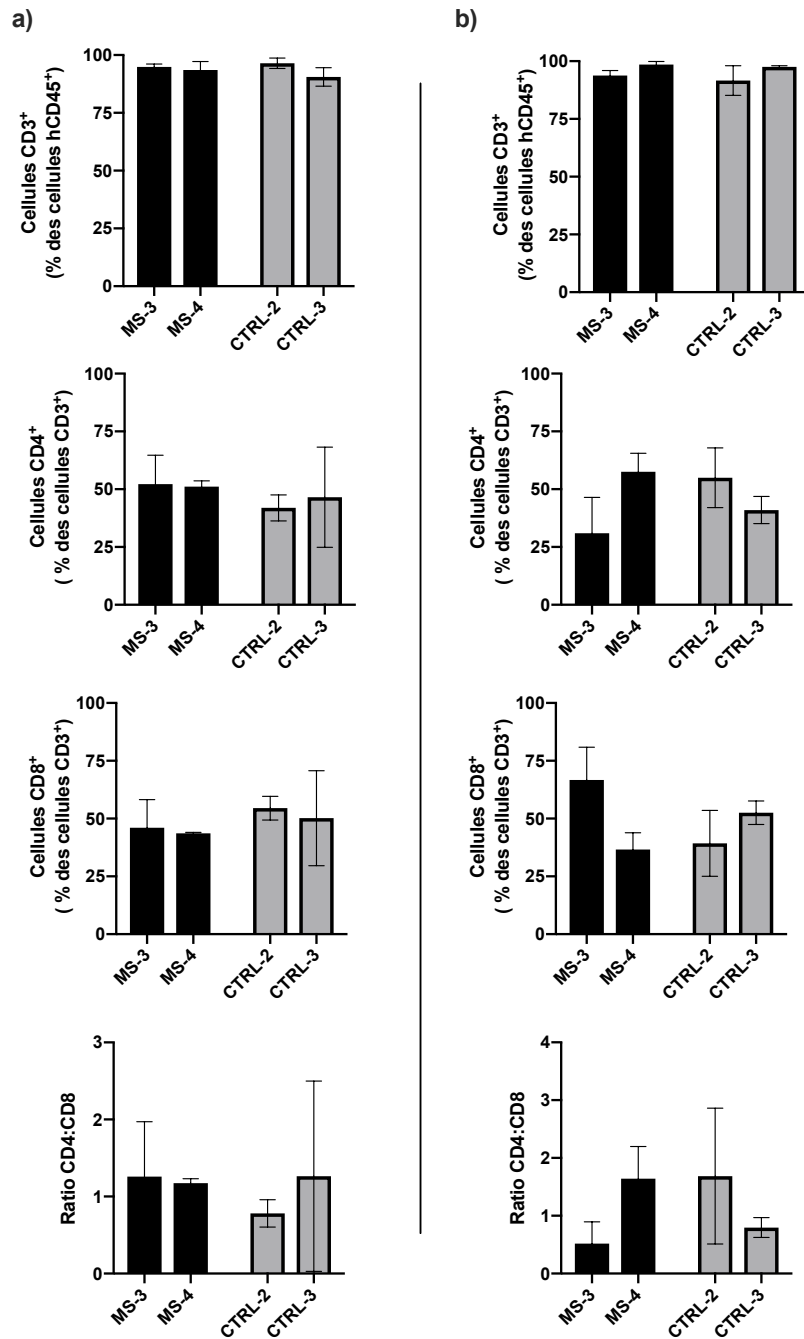 a)
Cellules CD3+
(% des cellules hCD45+)
100
75
50
25
0
MS-3
MS-4
CTRL-2
CTRL-3
Cellules CD4+
( % des cellules CD3+)
100
75
50
25
0
MS-3
MS-4
CTRL-2
CTRL-3
Cellules CD8+
( % des cellules CD3+)
100
75
50
25
0
MS-3
MS-4
CTRL-2
CTRL-3
Ratio CD4:CD8
3
2
1
0
MS-3
MS-4
CTRL-2
CTRL-3
b)
Cellules CD3+
(% des cellules hCD45+)
100
75
50
25
0
MS-3
MS-4
CTRL-2
CTRL-3
Cellules CD4+
( % des cellules CD3+)
100
75
50
25
0
MS-3
MS-4
CTRL-2
CTRL-3
Cellules CD8+
( % des cellules CD3+)
100
75
50
25
0
MS-3
MS-4
CTRL-2
CTRL-3
Ratio CD4:CD8
4
3
2
1
0
MS-3
MS-4
CTRL-2
CTRL-3